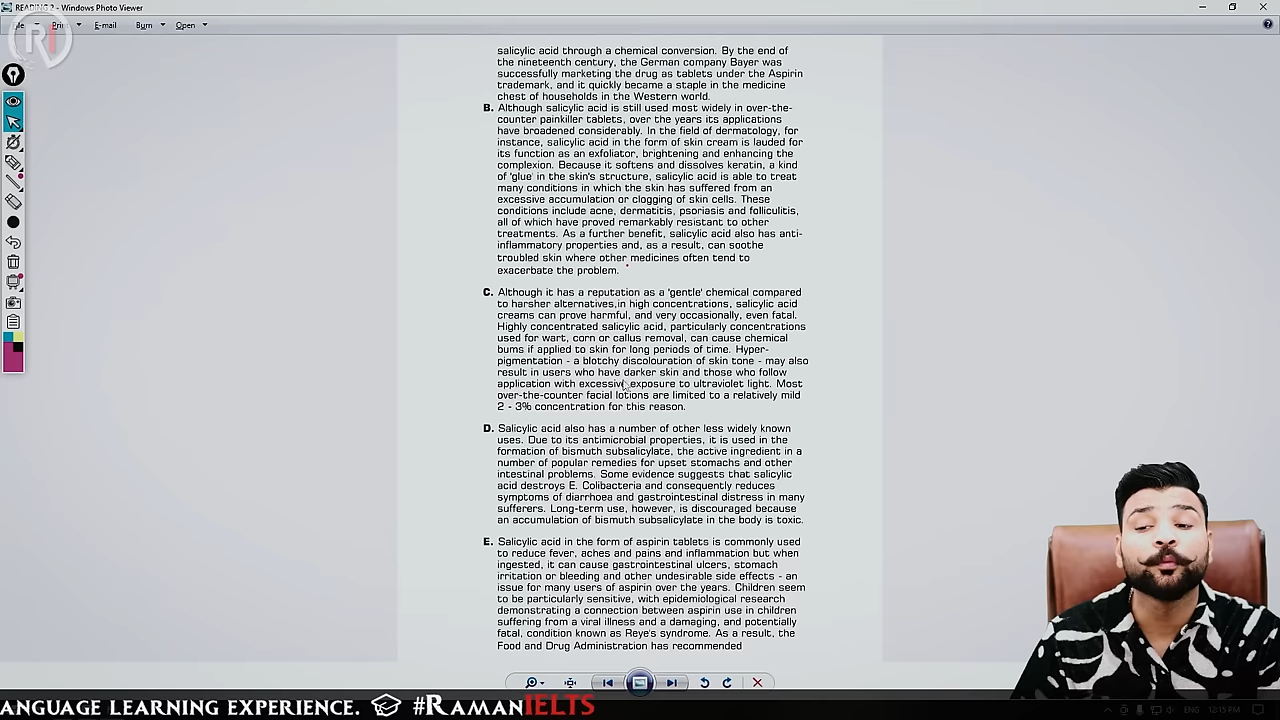 READING 2 - Windows Photo Viewer
File Print E-mail Burn Open
RI
salicylic acid through a chemical conversion. By the end of
the nineteenth century, the German company Bayer was
successfully marketing the drug as tablets under the Aspirin
trademark, and it quickly became a staple in the medicine
chest of households in the Western world.
B. Although salicylic acid is still used most widely in over-the-
counter painkiller tablets, over the years its applications
have broadened considerably. In the field of dermatology, for
instance, salicylic acid in the form of skin cream is lauded for
its function as an exfoliator, brightening and enhancing the
complexion. Because it softens and dissolves keratin, a kind
of 'glue' in the skin's structure, salicylic acid is able to treat
many conditions in which the skin has suffered from an
excessive accumulation or clogging of skin cells. These
conditions include acne, dermatitis, psoriasis and folliculitis,
all of which have proved remarkably resistant to other
treatments. As a further benefit, salicylic acid also has anti-
inflammatory properties and, as a result, can soothe
troubled skin where other medicines often tend to
exacerbate the problem.
C. Although it has a reputation as a 'gentle' chemical compared
to harsher alternatives,in high concentrations, salicylic acid
creams can prove harmful, and very occasionally, even fatal.
Highly concentrated salicylic acid, particularly concentrations
used for wart, corn or callus removal, can cause chemical
burns if applied to skin for long periods of time. Hyper-
pigmentation - a blotchy discolouration of skin tone - may also
result in users who have darker skin and those who follow
application with excessive exposure to ultraviolet light. Most
over-the-counter facial lotions are limited to a relatively mild
2 - 3% concentration for this reason.
D. Salicylic acid also has a number of other less widely known
uses. Due to its antimicrobial properties, it is used in the
formation of bismuth subsalicylate, the active ingredient in a
number of popular remedies for upset stomachs and other
intestinal problems. Some evidence suggests that salicylic
acid destroys E. Colibacteria and consequently reduces
symptoms of diarrhoea and gastrointestinal distress in many
sufferers. Long-term use, however, is discouraged because
an accumulation of bismuth subsalicylate in the body is toxic.
E. Salicylic acid in the form of aspirin tablets is commonly used
to reduce fever, aches and pains and inflammation but when
ingested, it can cause gastrointestinal ulcers, stomach
irritation or bleeding and other undesirable side effects - an
issue for many users of aspirin over the years. Children seem
to be particularly sensitive, with epidemiological research
demonstrating a connection between aspirin use in children
suffering from a viral illness and a damaging, and potentially
fatal, condition known as Reye's syndrome. As a result, the
Food and Drug Administration has recommended
ANGUAGE LEARNING EXPERIENCE. #RAMANIELTS
ENG 12:15 PM